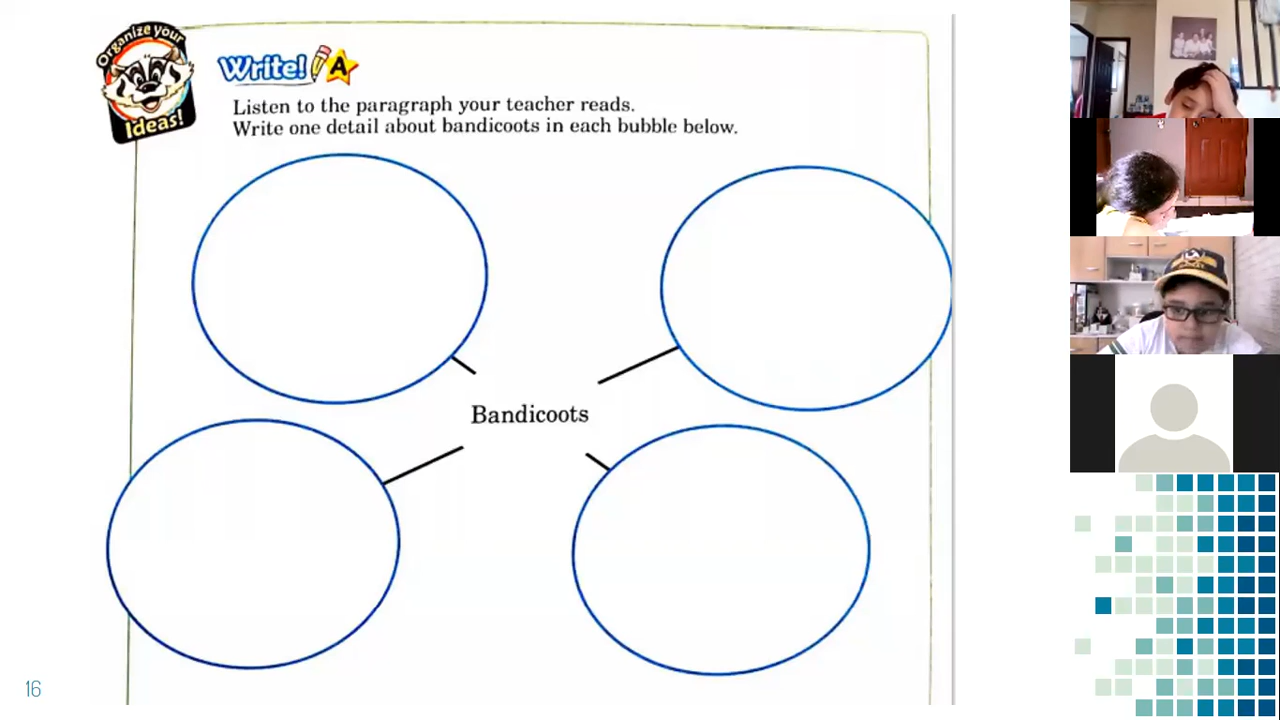 Organize your
Ideas!
Write! A
Listen to the paragraph your teacher reads.
Write one detail about bandicoots in each bubble below.
Bandicoots
16